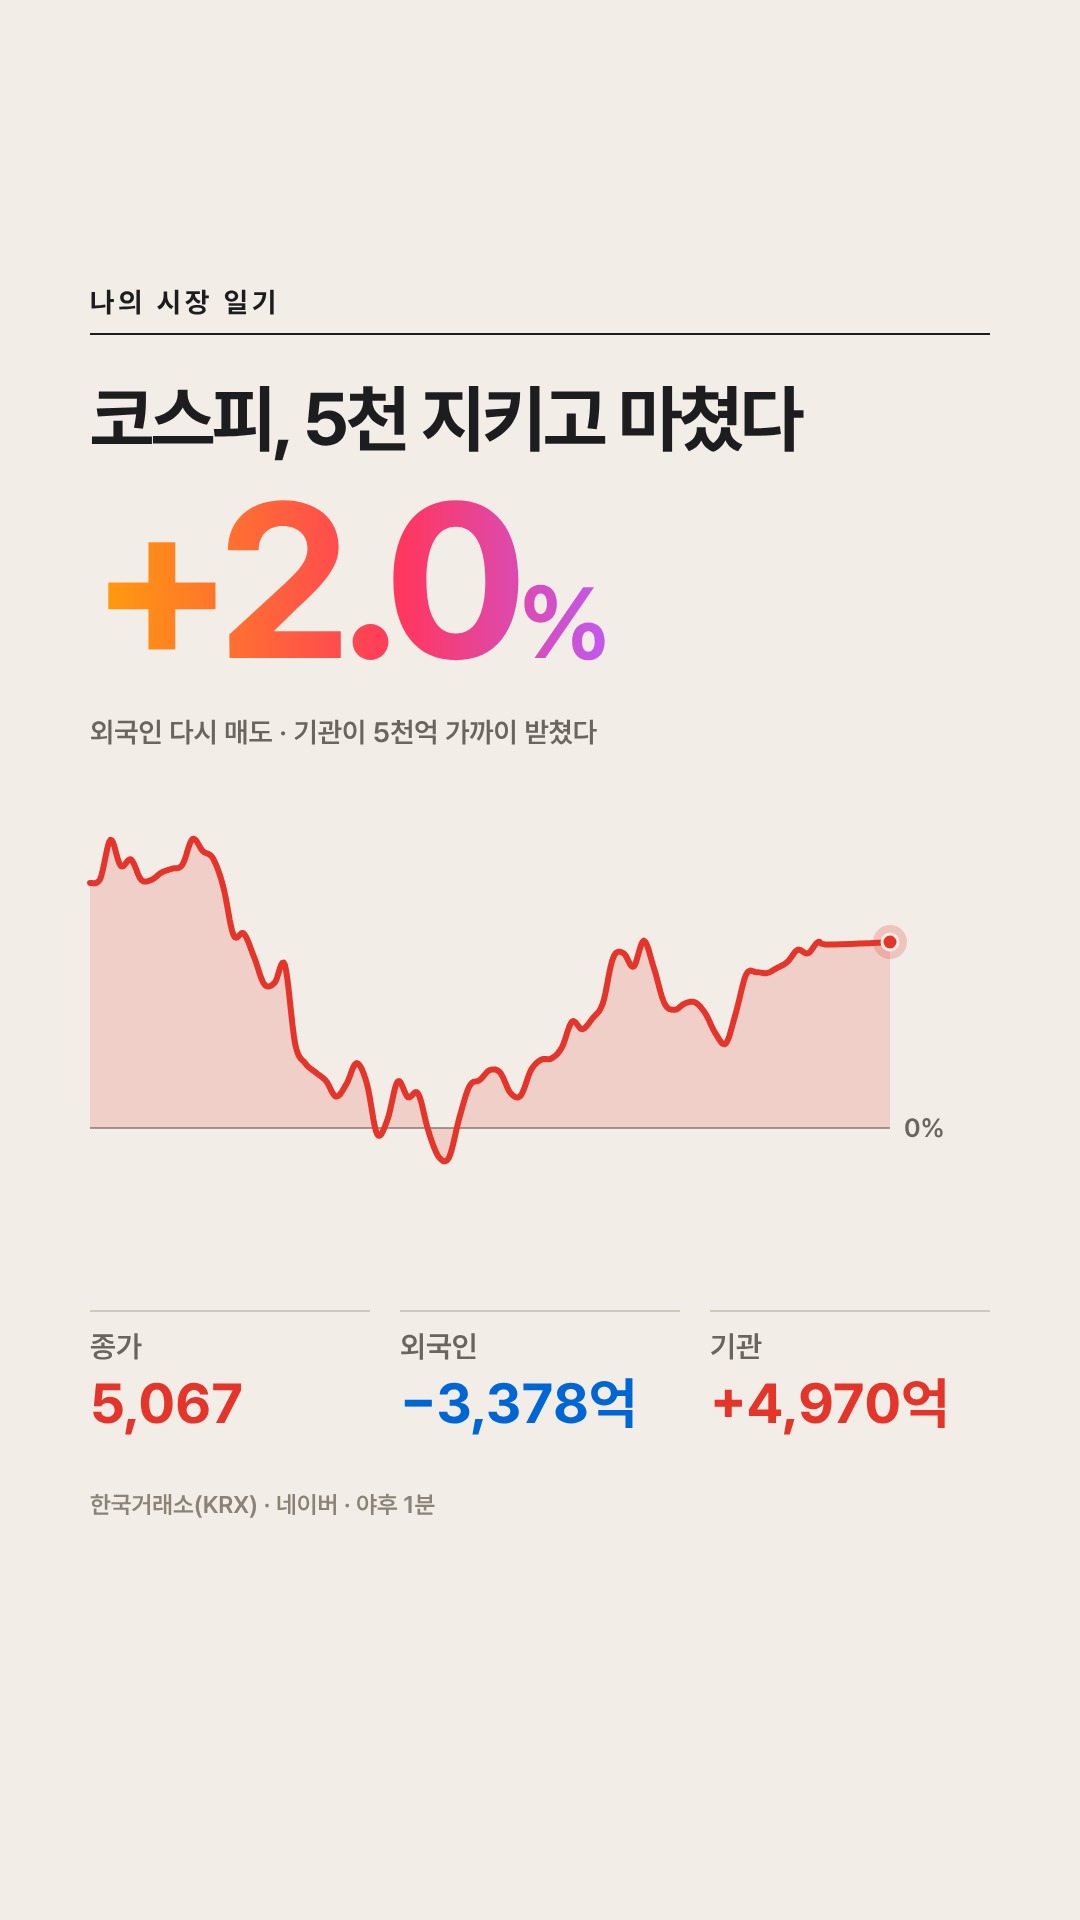 나의 시장 일기
코스피, 5천 지키고 마쳤다
+2.0%
외국인 다시 매도 · 기관이 5천억 가까이 받쳤다
0%
종가
5,067
외국인
−3,378억
기관
+4,970억
한국거래소(KRX) · 네이버 · 야후 1분